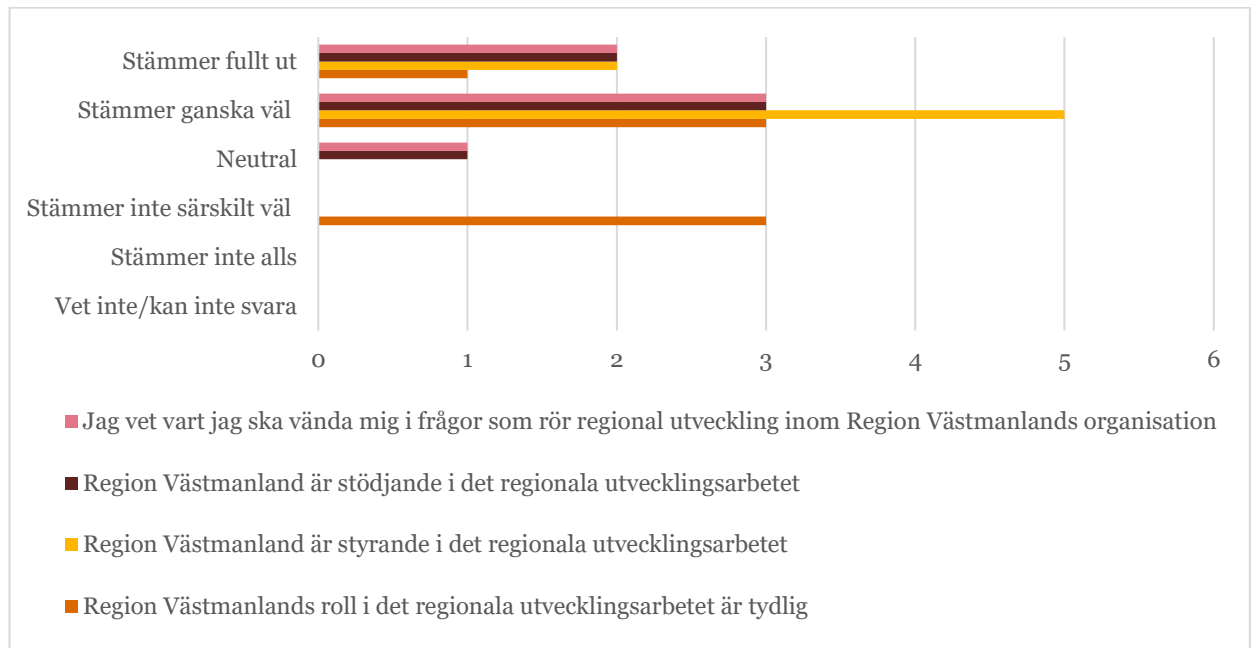 Stämmer fullt ut
Stämmer ganska väl
Neutral
Stämmer inte särskilt väl
Stämmer inte alls
Vet inte/kan inte svara
0 1 2 3 4 5 6
Jag vet vart jag ska vända mig i frågor som rör regional utveckling inom Region Västmanlands organisation
Region Västmanland är stödjande i det regionala utvecklingsarbetet
Region Västmanland är styrande i det regionala utvecklingsarbetet
Region Västmanlands roll i det regionala utvecklingsarbetet är tydlig